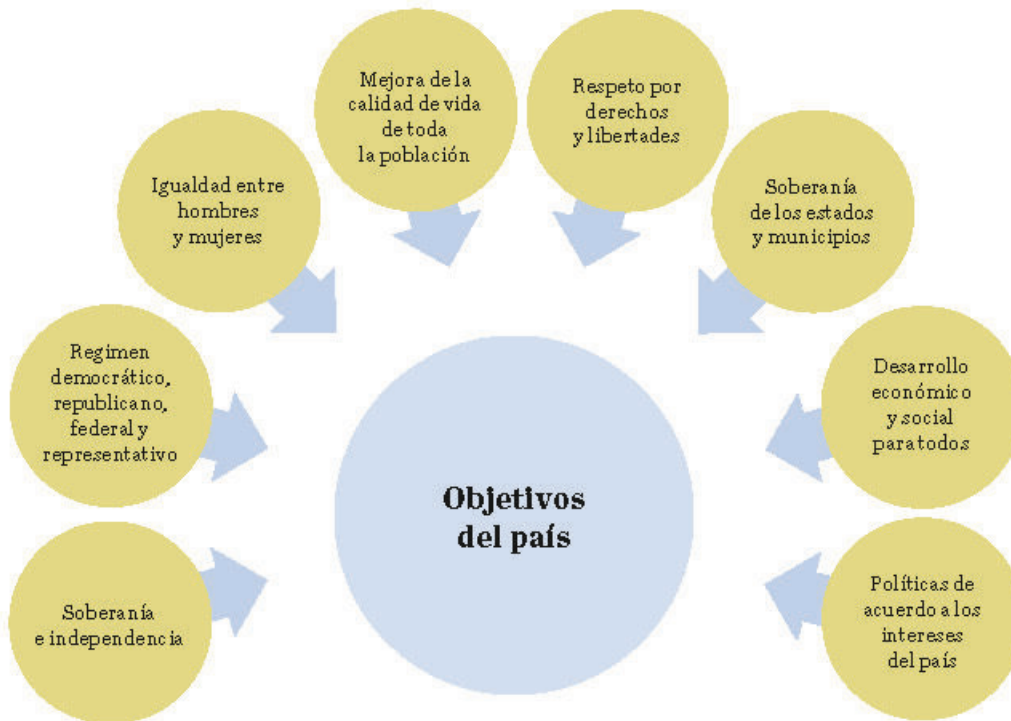 Mejora de la
calidad de vida
de toda
la población
Respeto por
derechos
y libertades
Igualdad entre
hombres
y mujeres
Soberanía
de los estados
y municipios
Regimen
democrático,
republicano,
federal y
representativo
Desarrollo
económico
y social
para todos
Objetivos
del país
Soberanía
e independencia
Políticas de
acuerdo a los
intereses
del país